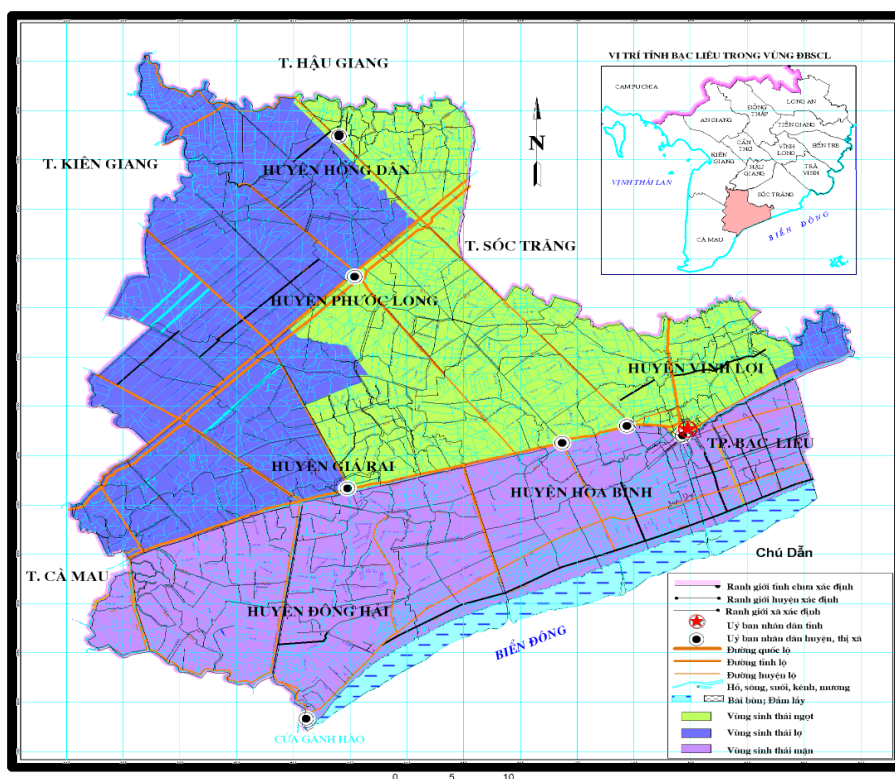 T. HẬU GIANG
VỊ TRÍ TỈNH BẠC LIÊU TRONG VÙNG ĐBSCL
CAMPUCHIA
LONG AN
ĐỒNG
THÁP
AN GIANG
TIỀN GIANG
CẦN
THƠ
VĨNH
LONG
BẾN TRE
KIÊN
GIANG
HẬU
GIANG
TRÀ
VINH
VỊNH THÁI LAN
SÓC TRĂNG
BIỂN ĐÔNG
CÀ MAU
N
T. KIÊN GIANG
HUYỆN HỒNG DÂN
T. SÓC TRĂNG
HUYỆN PHƯỚC LONG
HUYỆN VĨNH LỢI
TP. BẠC LIÊU
HUYỆN GIÁ RAI
HUYỆN HÒA BÌNH
T. CÀ MAU
HUYỆN ĐÔNG HẢI
BIỂN ĐÔNG
CỬA GÀNH HÀO
Chú Dẫn
Ranh giới tỉnh chưa xác định
Ranh giới huyện xác định
Ranh giới xã xác định
Uỷ ban nhân dân tỉnh
Uỷ ban nhân dân huyện, thị xã
Đường quốc lộ
Đường tỉnh lộ
Đường huyện lộ
Hồ, sông, suối, kênh, mương
Bãi bùn; Đầm lầy
Vùng sinh thái ngọt
Vùng sinh thái lợ
Vùng sinh thái mặn
0 5 10